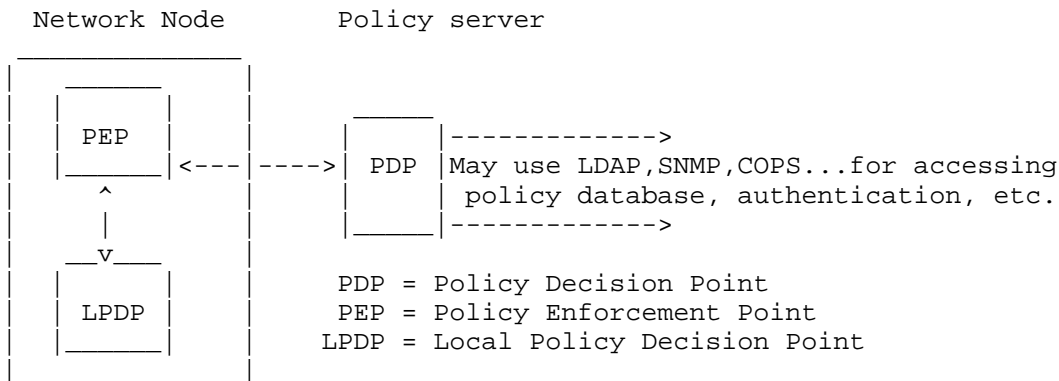 Network Node Policy server
PEP
PDP May use LDAP,SNMP,COPS...for accessing
policy database, authentication, etc.
PDP = Policy Decision Point
LPDP PEP = Policy Enforcement Point
LPDP = Local Policy Decision Point